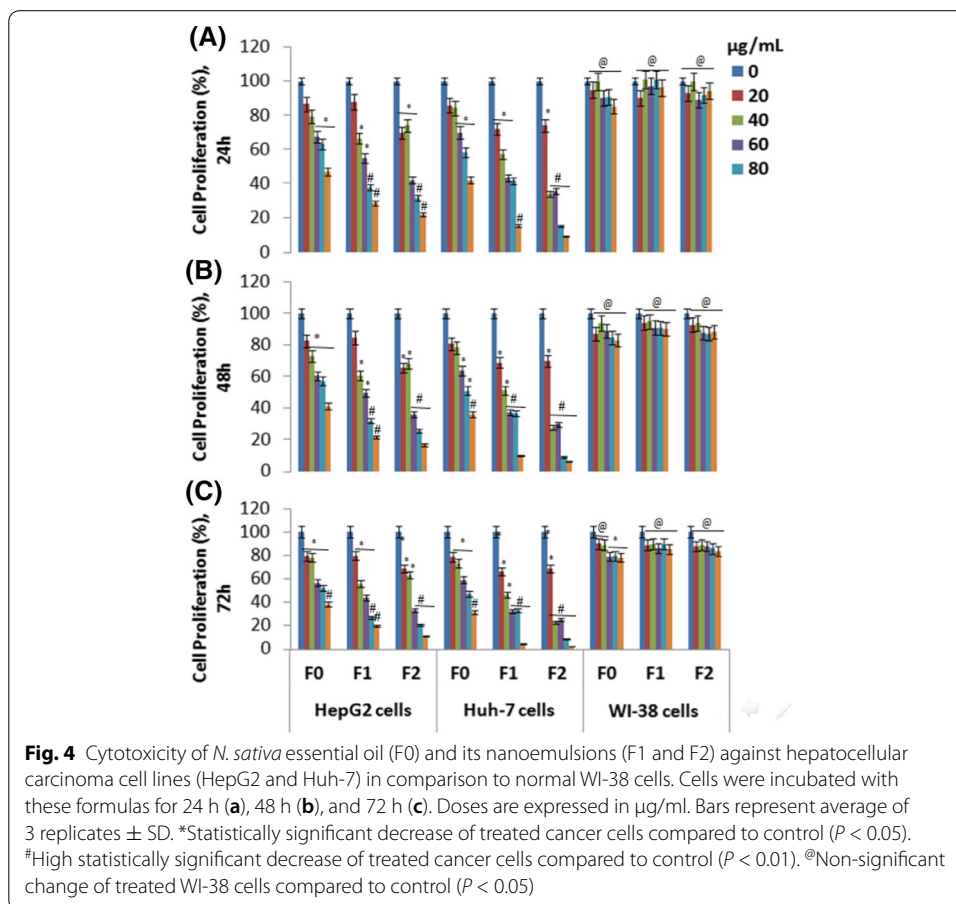 (A)
120
100
80
60
40
20
0
Cell Proliferation (%),
24h
µg/mL
0
20
40
60
80
(B)
120
100
80
60
40
20
0
Cell Proliferation (%),
48h
(C)
120
100
80
60
40
20
0
Cell Proliferation (%),
72h
F0 F1 F2 F0 F1 F2 F0 F1 F2
HepG2 cells Huh-7 cells WI-38 cells
Fig. 4 Cytotoxicity of N. sativa essential oil (F0) and its nanoemulsions (F1 and F2) against hepatocellular
carcinoma cell lines (HepG2 and Huh-7) in comparison to normal WI-38 cells. Cells were incubated with
these formulas for 24 h (a), 48 h (b), and 72 h (c). Doses are expressed in µg/ml. Bars represent average of
3 replicates ± SD. *Statistically significant decrease of treated cancer cells compared to control (P < 0.05).
#High statistically significant decrease of treated cancer cells compared to control (P < 0.01). @Non-significant
change of treated WI-38 cells compared to control (P < 0.05)